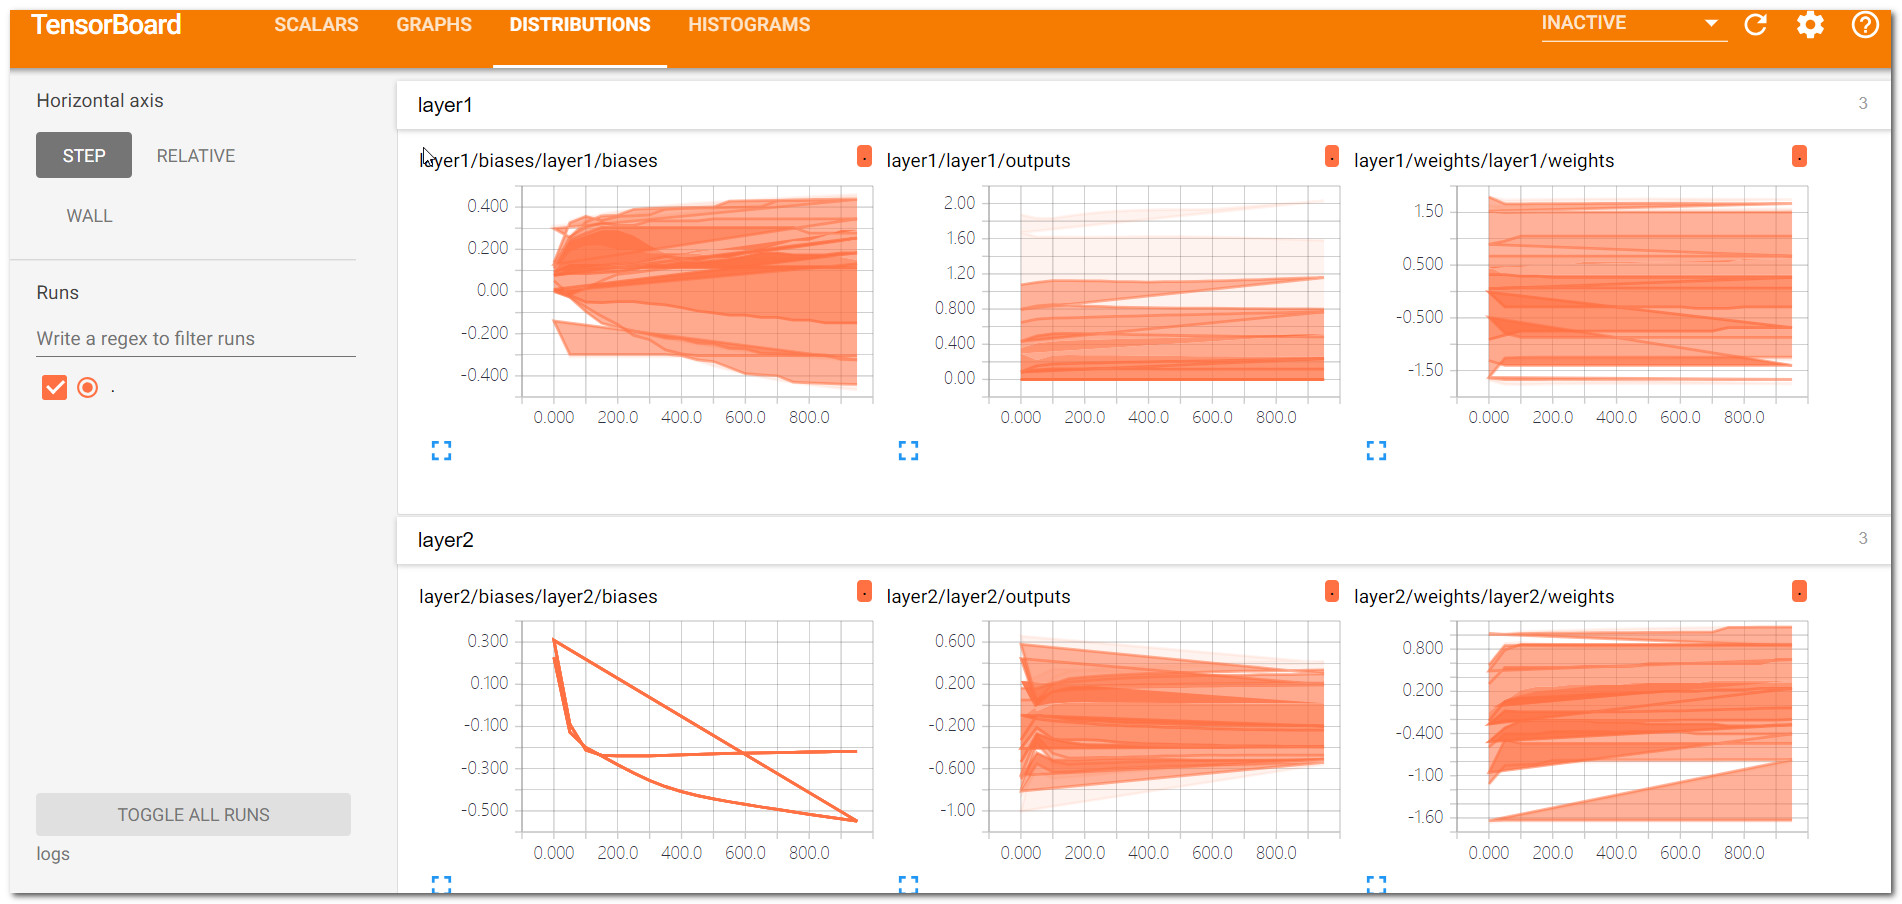 TensorBoard SCALARS GRAPHS DISTRIBUTIONS HISTOGRAMS INACTIVE
Horizontal axis
STEP RELATIVE
WALL
Runs
Write a regex to filter runs
.
TOGGLE ALL RUNS
logs
layer1 3
layer1/biases/layer1/biases .
0.400
0.200
0.00
-0.200
-0.400
0.000 200.0 400.0 600.0 800.0
layer1/layer1/outputs .
2.00
1.60
1.20
0.800
0.400
0.00
0.000 200.0 400.0 600.0 800.0
layer1/weights/layer1/weights .
1.50
0.500
-0.500
-1.50
0.000 200.0 400.0 600.0 800.0
layer2 3
layer2/biases/layer2/biases .
0.300
0.100
-0.100
-0.300
-0.500
0.000 200.0 400.0 600.0 800.0
layer2/layer2/outputs .
0.600
0.200
-0.200
-0.600
-1.00
0.000 200.0 400.0 600.0 800.0
layer2/weights/layer2/weights .
0.800
0.200
-0.400
-1.00
-1.60
0.000 200.0 400.0 600.0 800.0